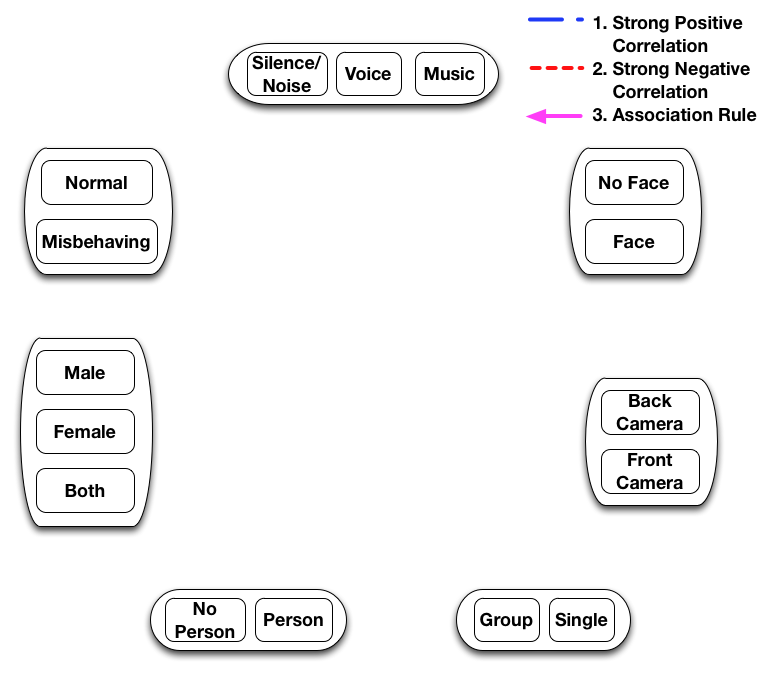 1. Strong Positive
Correlation
2. Strong Negative
Correlation
3. Association Rule
Silence/
Noise
Voice
Music
Normal
Misbehaving
No Face
Face
Male
Female
Both
Back
Camera
Front
Camera
No
Person
Person
Group
Single